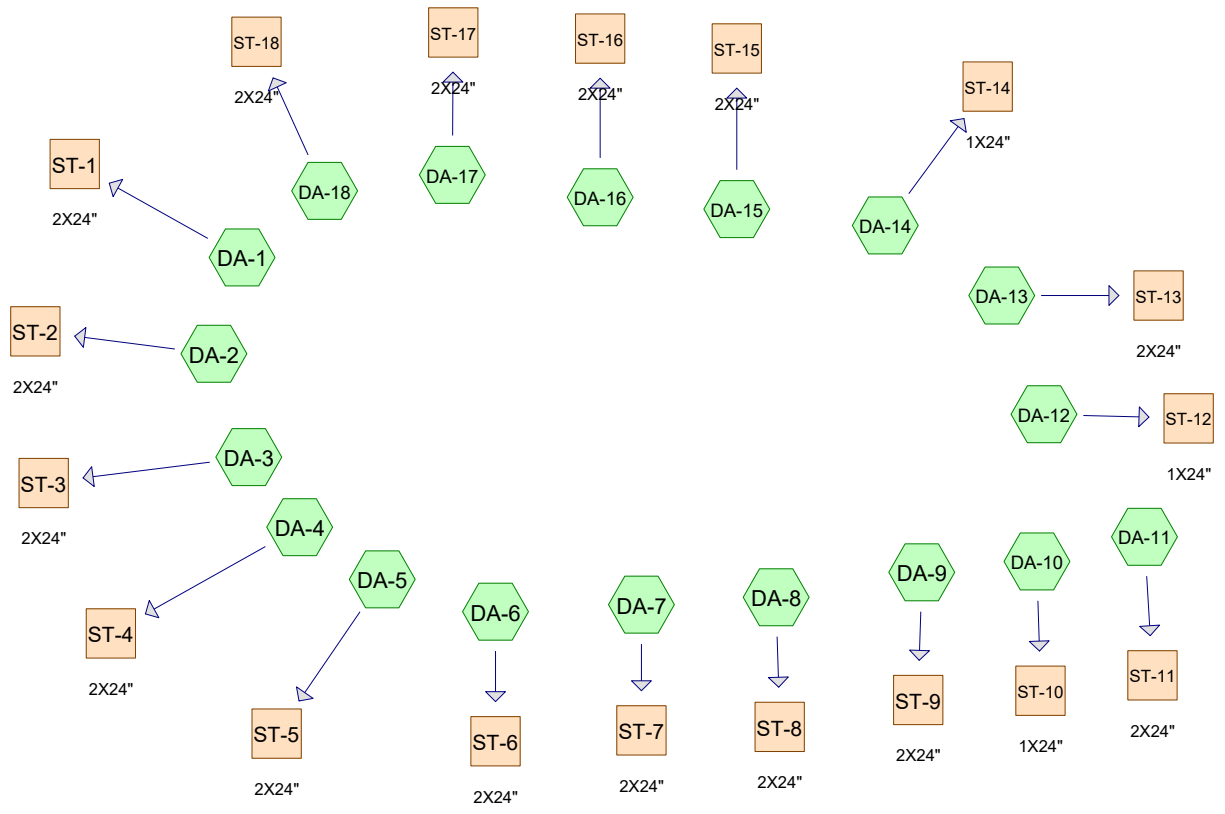 ST-18
ST-17
ST-16
ST-15
ST-14
2X24"
2X24"
2X24"
2X24"
1X24"
ST-1
2X24"
DA-18
DA-17
DA-16
DA-15
DA-14
DA-1
DA-13
ST-13
2X24"
ST-2
2X24"
DA-2
DA-12
ST-12
1X24"
DA-3
ST-3
2X24"
DA-4
DA-11
DA-5
DA-6
DA-7
DA-8
DA-9
DA-10
ST-4
2X24"
ST-5
2X24"
ST-6
2X24"
ST-7
2X24"
ST-8
2X24"
ST-9
2X24"
ST-10
1X24"
ST-11
2X24"